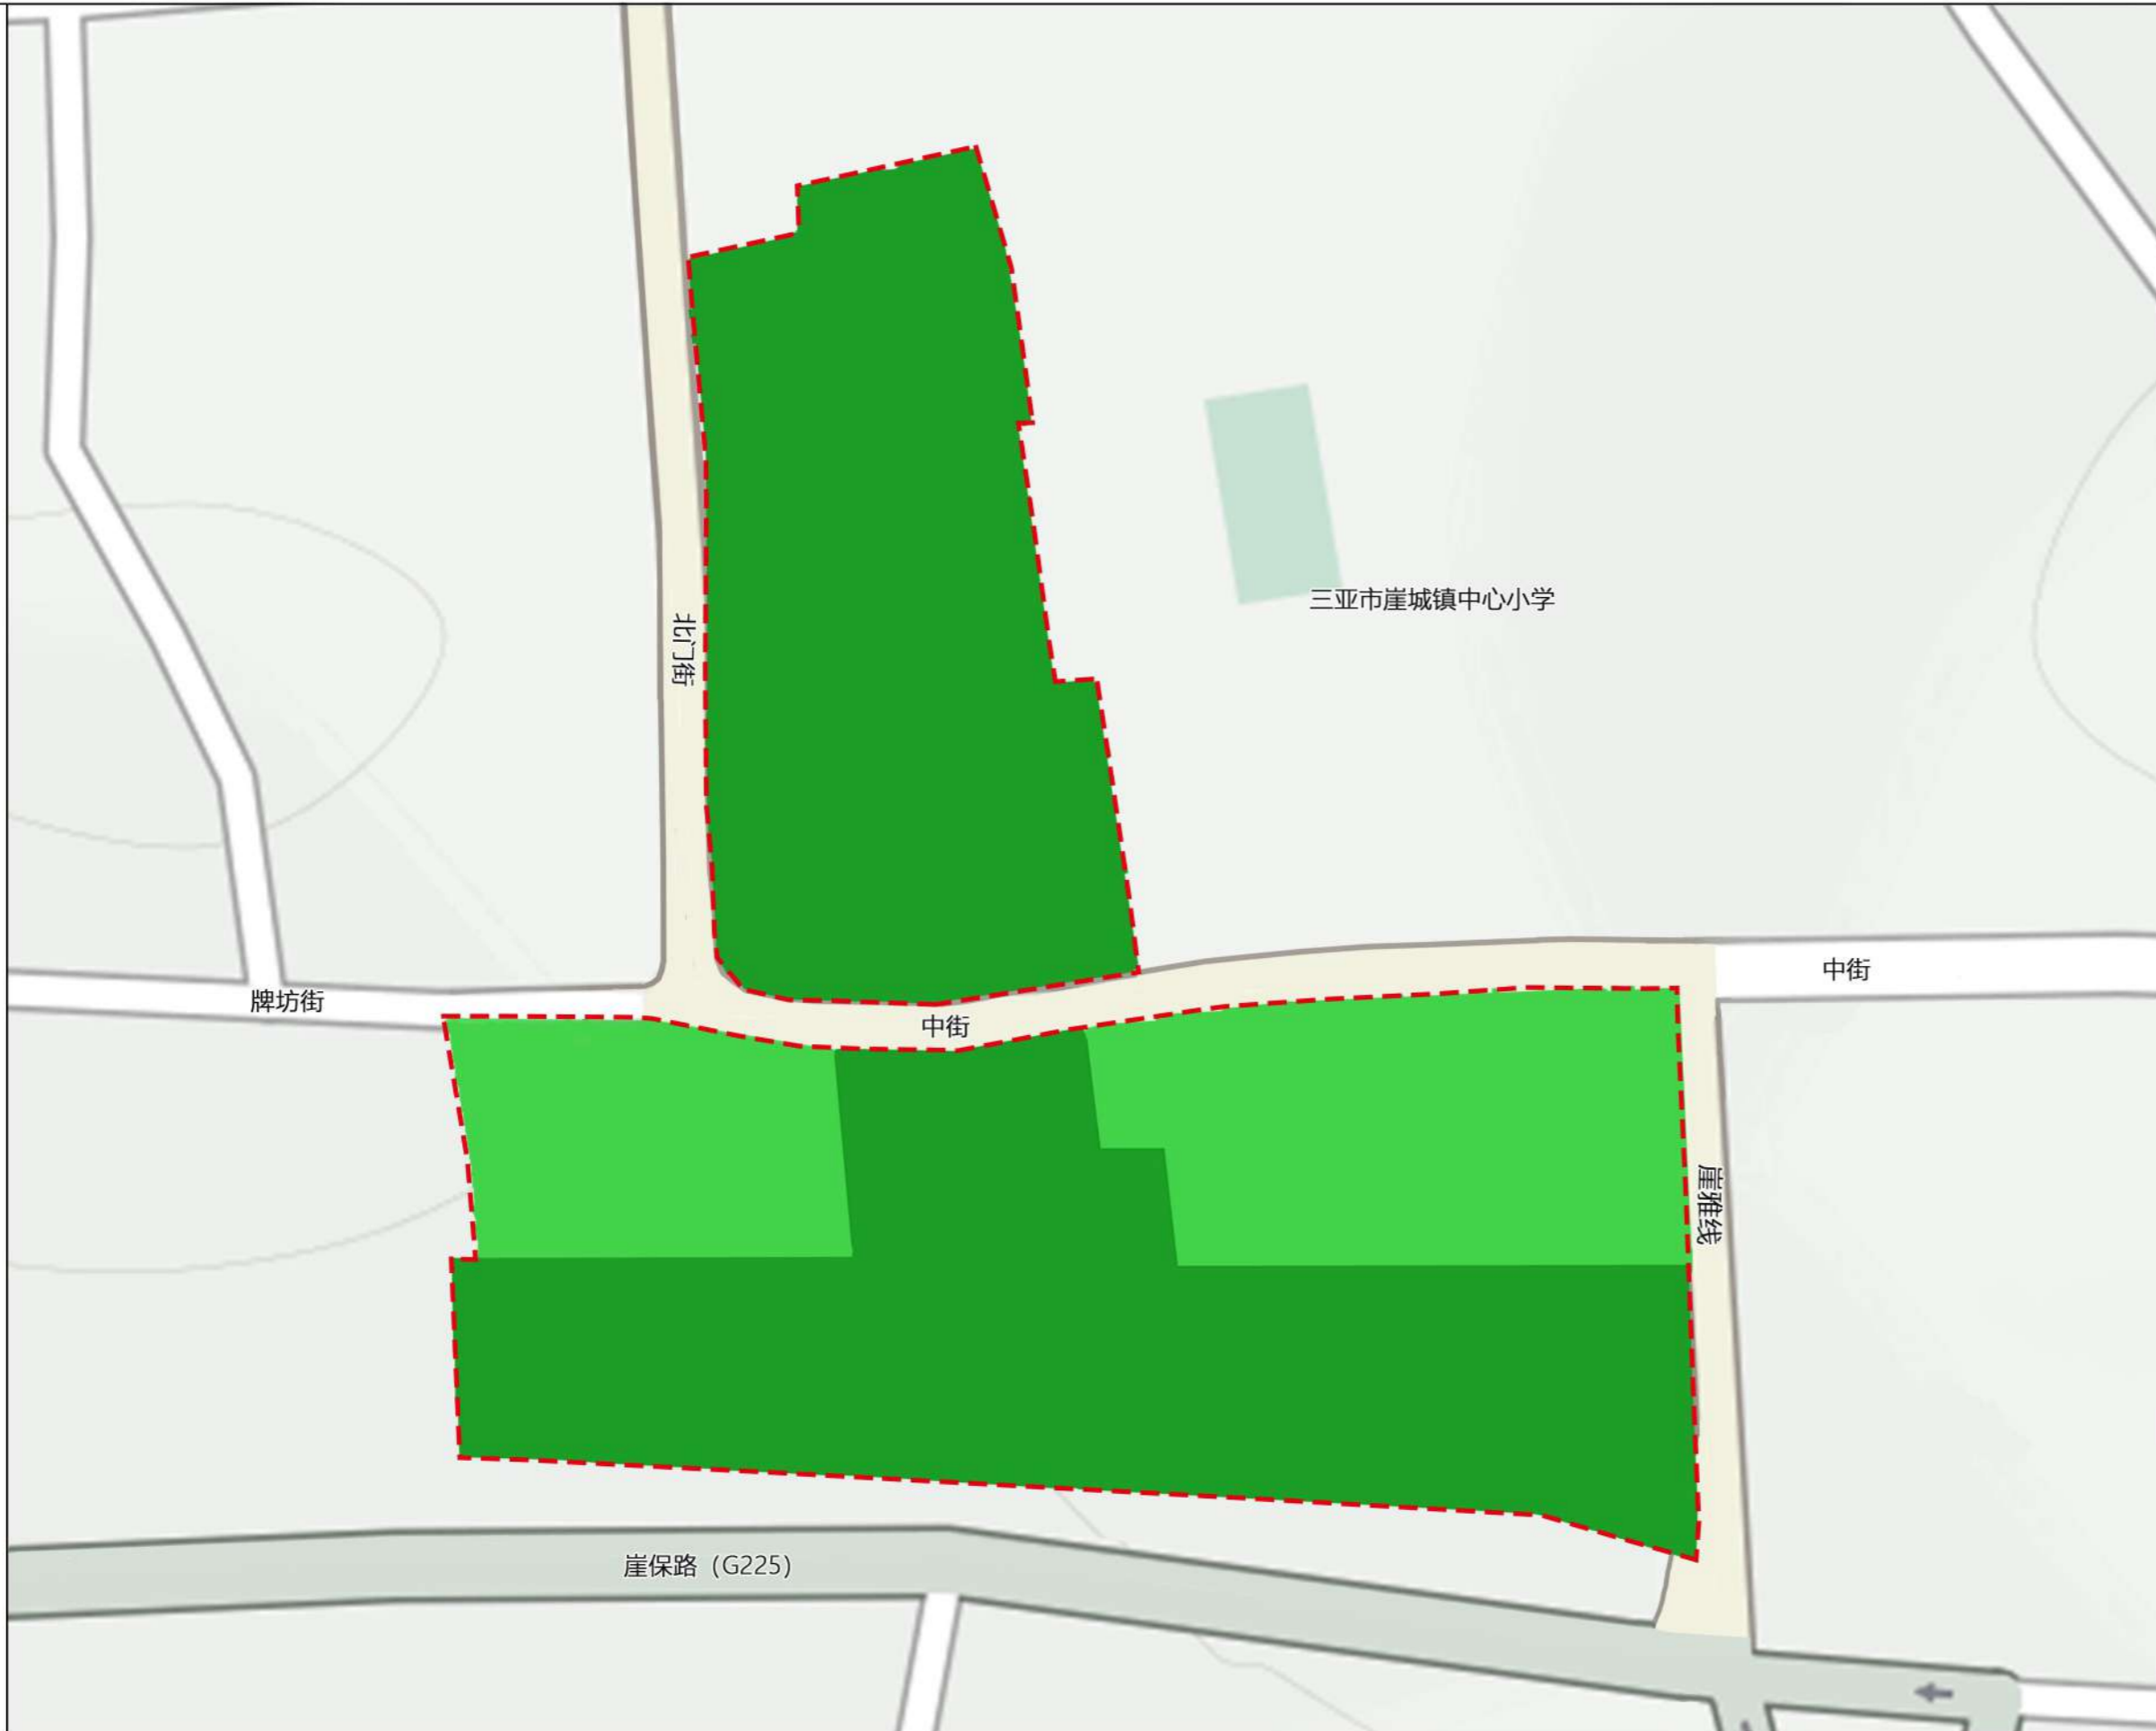 三亚市崖城镇中心小学
北门街
中街
牌坊街
中街
崖雅线
崖保路（G225）